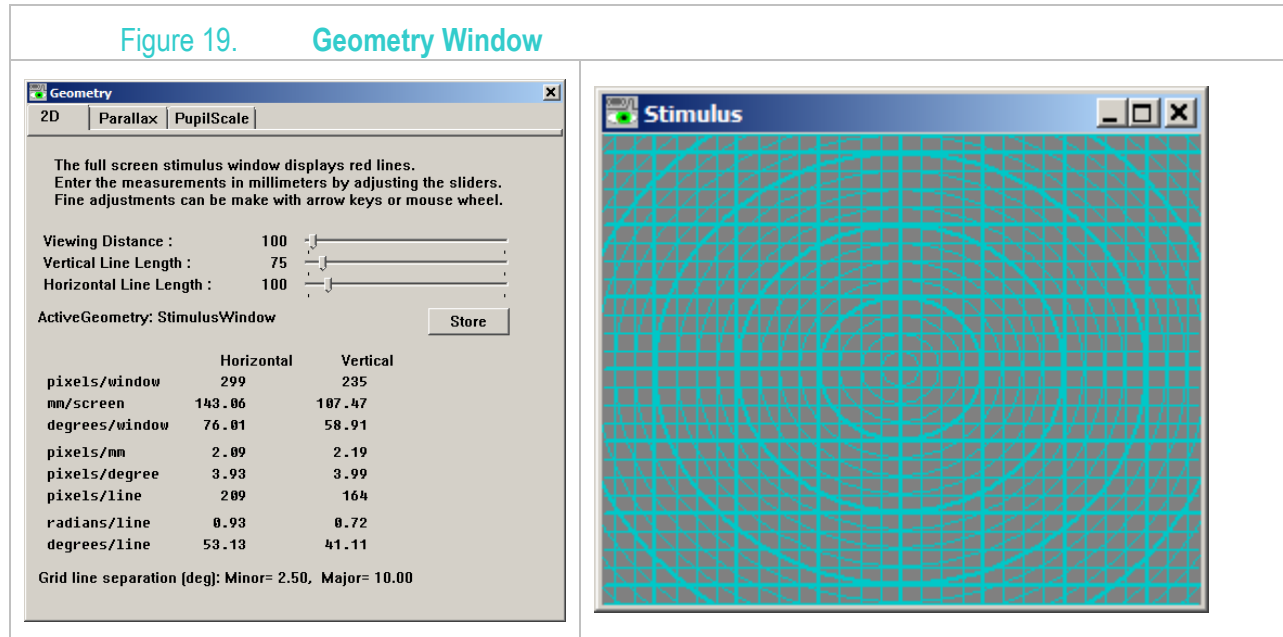 Figure 19. Geometry Window
Geometry
2D Parallax PupilScale
The full screen stimulus window displays red lines.
Enter the measurements in millimeters by adjusting the sliders.
Fine adjustments can be make with arrow keys or mouse wheel.
Viewing Distance : 100
Vertical Line Length : 75
Horizontal Line Length : 100
ActiveGeometry: StimulusWindow Store
Horizontal Vertical
pixels/window 299 235
mm/screen 143.06 107.47
degrees/window 76.01 58.91
pixels/mm 2.09 2.19
pixels/degree 3.93 3.99
pixels/line 209 164
radians/line 0.93 0.72
degrees/line 53.13 41.11
Grid line separation (deg): Minor= 2.50, Major= 10.00
Stimulus